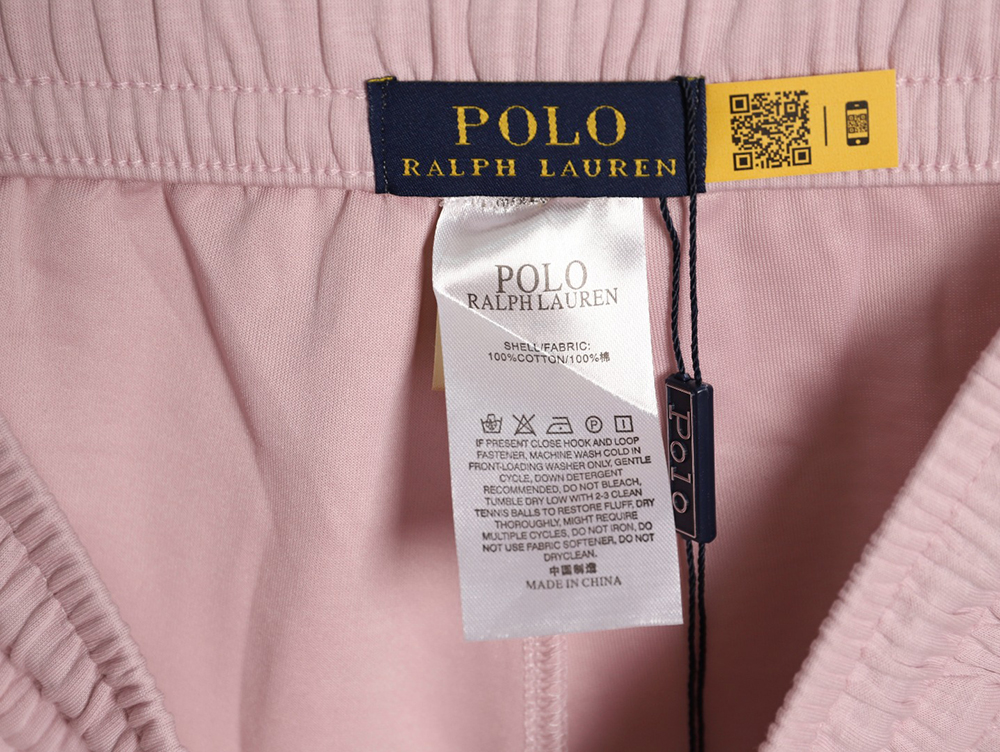 POLO
RALPH LAUREN
POLO
RALPH LAUREN
SHELL/FABRIC:
100%COTTON/100%棉
IF PRESENT CLOSE HOOK AND LOOP
FASTENER, MACHINE WASH COLD IN
FRONT-LOADING WASHER ONLY, GENTLE
CYCLE, DOWN DETERGENT
RECOMMENDED, DO NOT BLEACH,
TUMBLE DRY LOW WITH 2-3 CLEAN
TENNIS BALLS TO RESTORE FLUFF, DRY
THOROUGHLY, MIGHT REQUIRE
MULTIPLE CYCLES, DO NOT IRON, DO
NOT USE FABRIC SOFTENER, DO NOT
DRYCLEAN.
中国制造
MADE IN CHINA
Polo